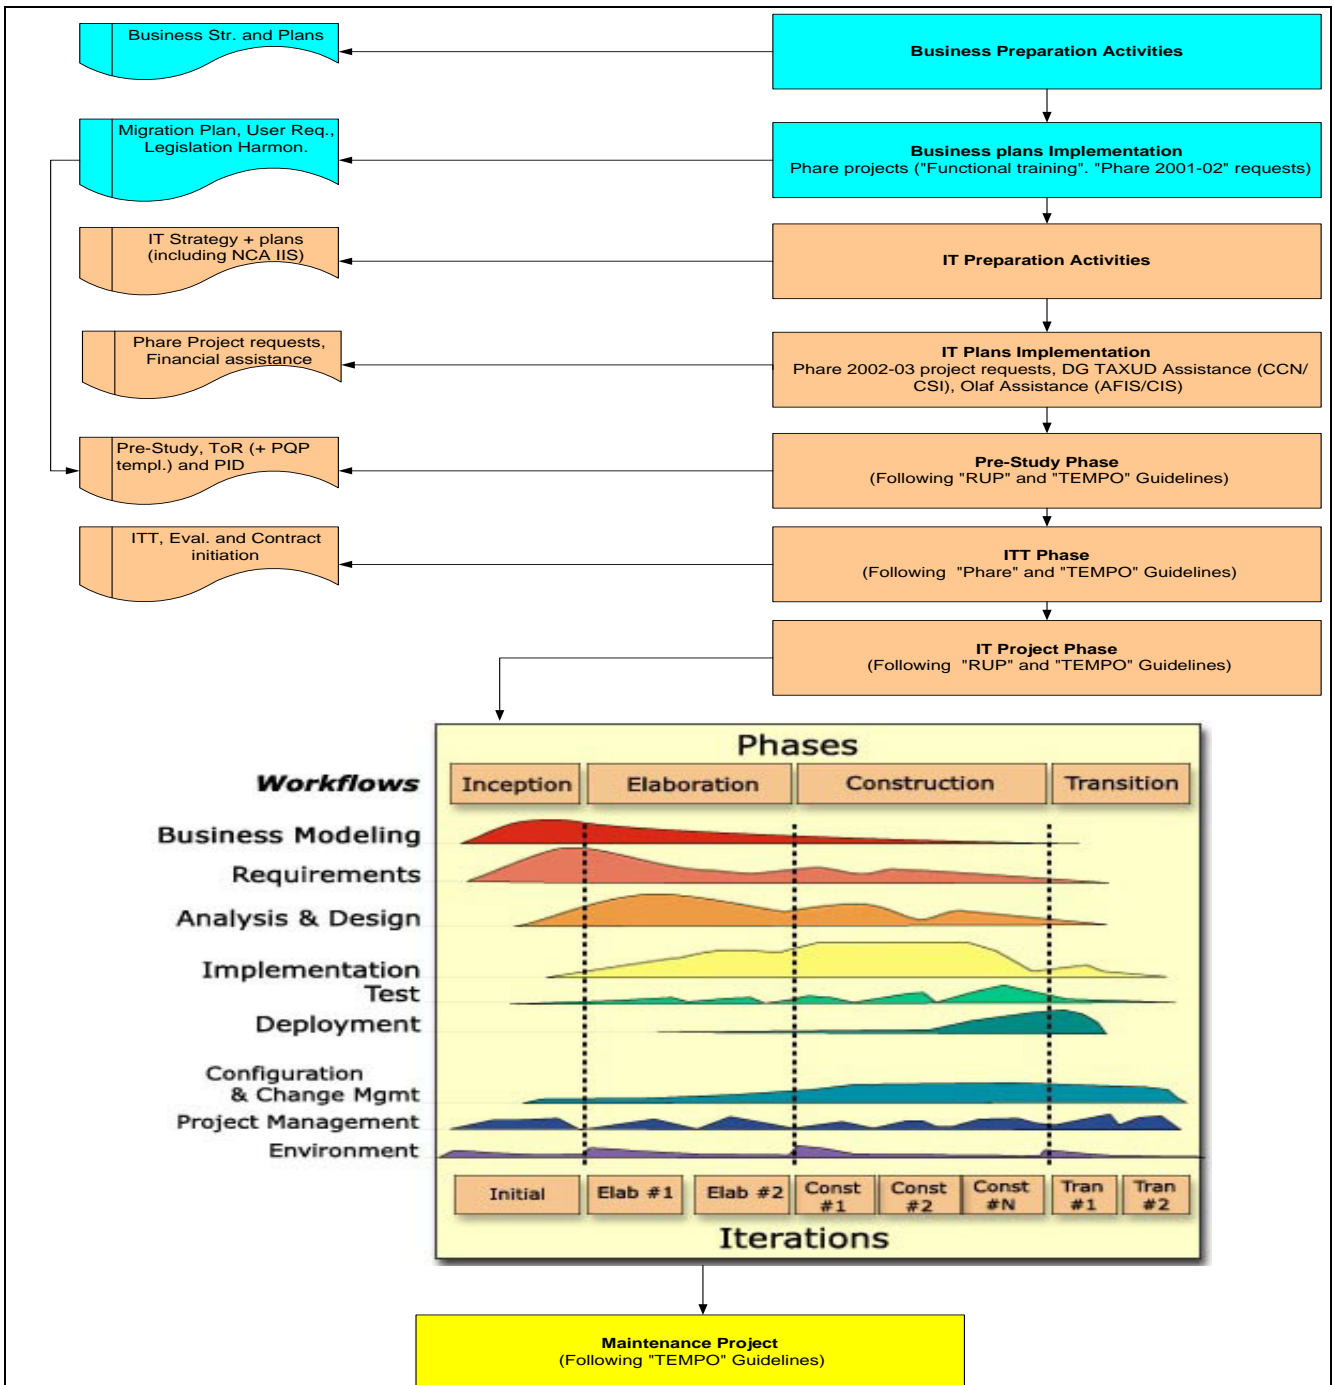 Business Str. and Plans
Business Preparation Activities
Migration Plan, User Req.,
Legislation Harmon.
Business plans Implementation
Phare projects ("Functional training". "Phare 2001-02" requests)
IT Strategy + plans
(including NCA IIS)
IT Preparation Activities
Phare Project requests,
Financial assistance
IT Plans Implementation
Phare 2002-03 project requests, DG TAXUD Assistance (CCN/
CSI), Olaf Assistance (AFIS/CIS)
Pre-Study, ToR (+ PQP
templ.) and PID
Pre-Study Phase
(Following "RUP" and "TEMPO" Guidelines)
ITT, Eval. and Contract
initiation
ITT Phase
(Following "Phare" and "TEMPO" Guidelines)
IT Project Phase
(Following "RUP" and "TEMPO" Guidelines)
Phases
Workflows
Inception
Elaboration
Construction
Transition
Business Modeling
Requirements
Analysis & Design
Implementation
Test
Deployment
Configuration
& Change Mgmt
Project Management
Environment
Initial
Elab #1
Elab #2
Const
#1
Const
#2
Const
#N
Tran
#1
Tran
#2
Iterations
Maintenance Project
(Following "TEMPO" Guidelines)